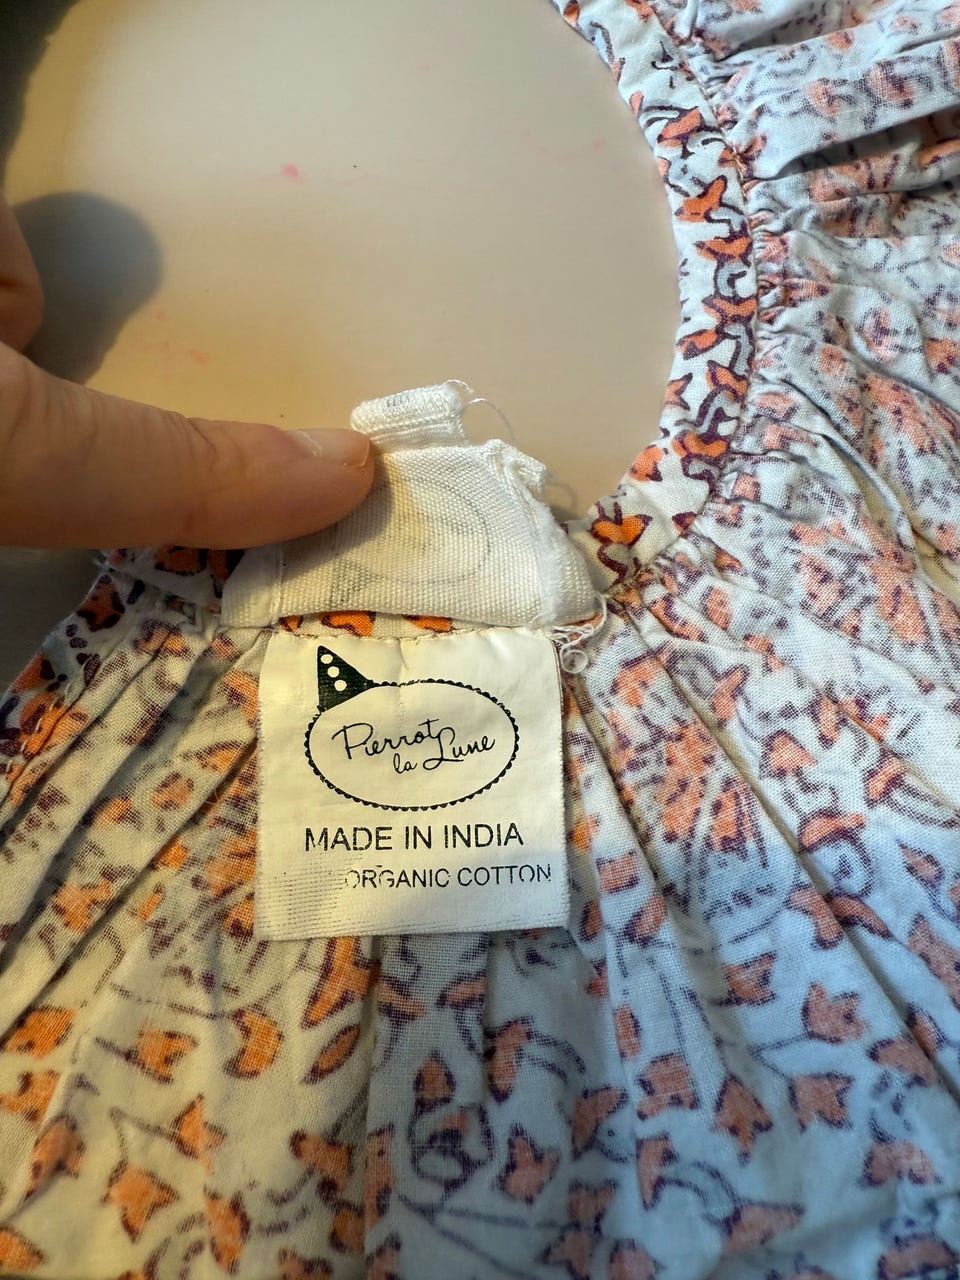 Pierrot
la Lune
MADE IN INDIA
ORGANIC COTTON